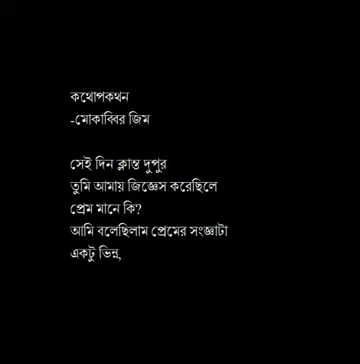 কথোপকথন
-মোকাব্বির জিম
সেই দিন ক্লান্ত দুপুর
তুমি আমায় জিজ্ঞেস করেছিলে
প্রেম মানে কি?
আমি বলেছিলাম প্রেমের সংজ্ঞাটা
একটু ভিন্ন,